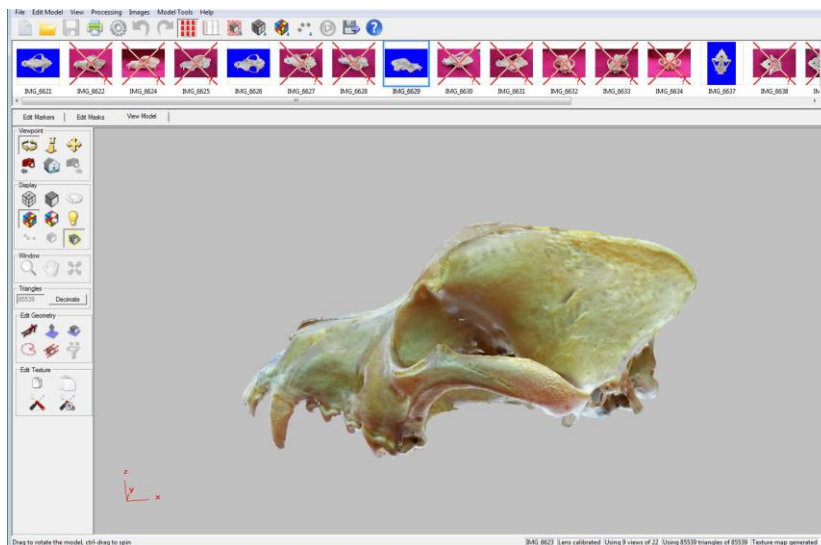 File Edit Model View Processing Images Model Tools Help
IMG_6621 IMG_6622 IMG_6624 IMG_6625 IMG_6626 IMG_6627 IMG_6628 IMG_6629 IMG_6630 IMG_6631 IMG_6632 IMG_6633 IMG_6634 IMG_6637 IMG_6638 IM
Edit Markers Edit Masks View Model
Viewpoint
Display
Window
Triangles
85539 Decimate
Edit Geometry
Edit Texture
z
y
x
Drag to rotate the model, ctrl-drag to spin IMG_6623 Lens calibrated Using 9 views of 22 Using 85539 triangles of 85539 Texture map generated